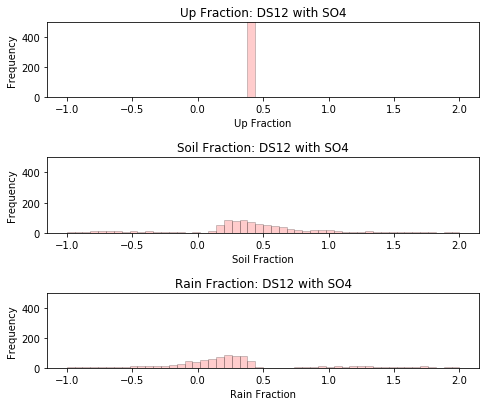 Up Fraction: DS12 with SO4
Frequency
400
200
0
−1.0 −0.5 0.0 0.5 1.0 1.5 2.0
Up Fraction
Soil Fraction: DS12 with SO4
Frequency
400
200
0
−1.0 −0.5 0.0 0.5 1.0 1.5 2.0
Soil Fraction
Rain Fraction: DS12 with SO4
Frequency
400
200
0
−1.0 −0.5 0.0 0.5 1.0 1.5 2.0
Rain Fraction